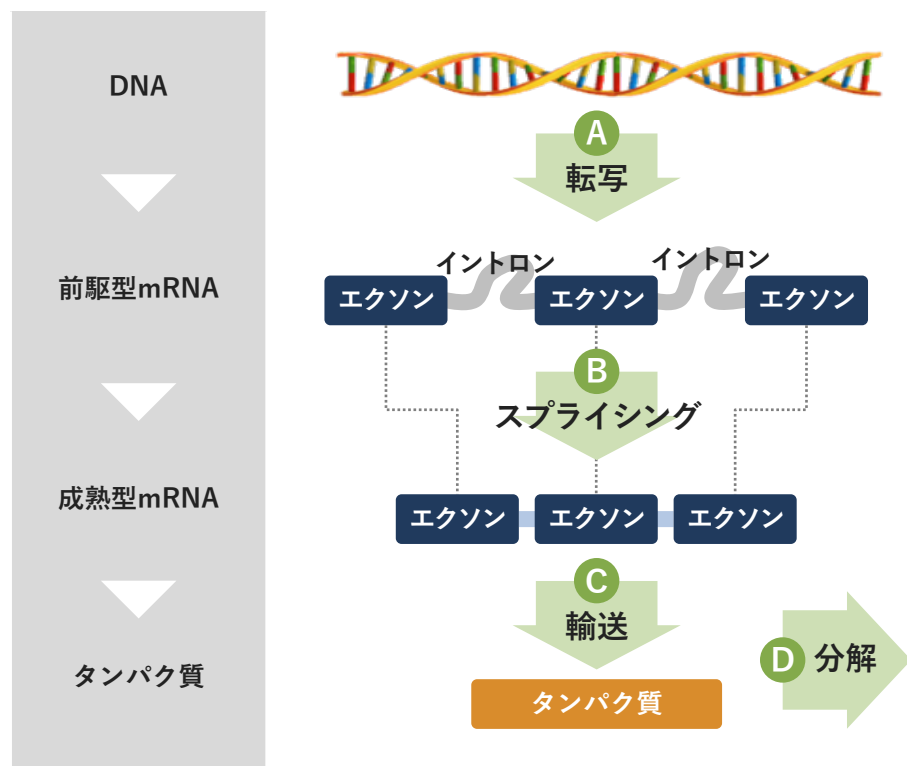 DNA
A
転写
イントロン
イントロン
前駆型mRNA
エクソン
エクソン
エクソン
B
スプライシング
成熟型mRNA
エクソン
エクソン
エクソン
C
輸送
D
分解
タンパク質
タンパク質